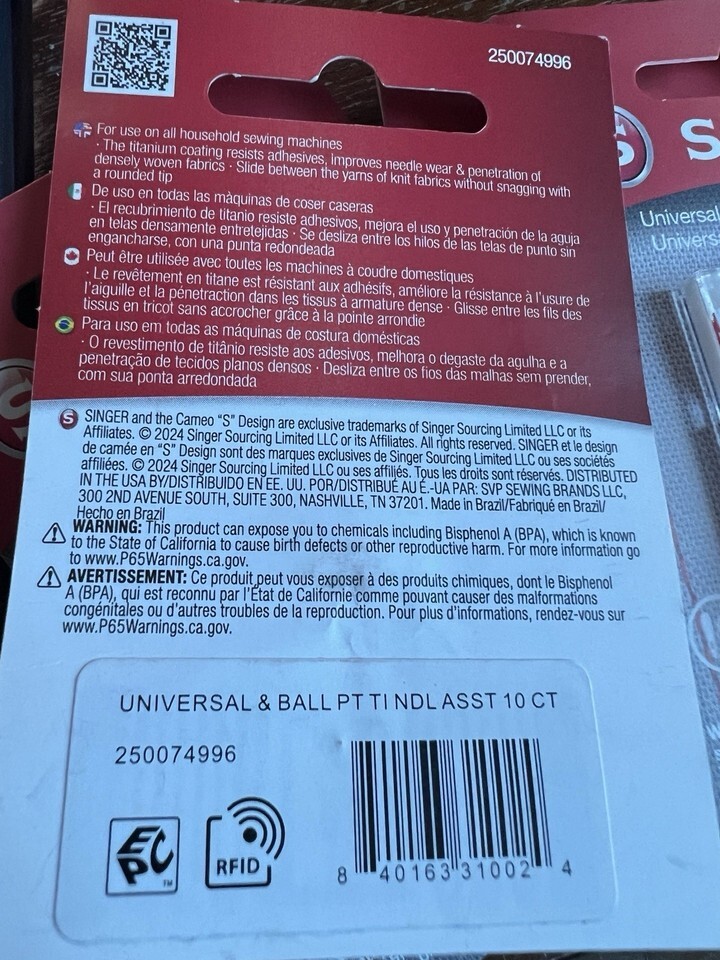 250074996
For use on all household sewing machines
· The titanium coating resists adhesives, improves needle wear & penetration of
densely woven fabrics · Slide between the yarns of knit fabrics without snagging with
a rounded tip
De uso en todas las màquinas de coser caseras
· El recubrimiento de titanio resiste adhesivos, mejora el uso y penetración de la aguja
en telas densamente entretejidas · Se desliza entre los hilos de las telas de punto sin
engancharse, con una punta redondeada
Peut être utilisée avec toutes les machines à coudre domestiques
· Le revêtement en titane est résistant aux adhésifs, améliore la résistance à l'usure de
l'aiguille et la pénetration dans les tissus à armature dense · Glisse entre les fils des
tissus en tricot sans accrocher grâce à la pointe arrondie
Para uso em todas as máquinas de costura domésticas
· O revestimento de titânio resiste aos adesivos, melhora o degaste da agulha e a
penetração de tecidos planos densos · Desliza entre os fios das malhas sem prender,
com sua ponta arredondada
S SINGER and the Cameo "S" Design are exclusive trademarks of Singer Sourcing Limited LLC or its
Affiliates. © 2024 Singer Sourcing Limited LLC or its Affiliates. All rights reserved. SINGER et le design
de camée en "S" Design sont des marques exclusives de Singer Sourcing Limited LLC ou ses sociétés
affiliées. © 2024 Singer Sourcing Limited LLC ou ses affiliés. Tous les droits sont réservés. DISTRIBUTED
IN THE USA BY/DISTRIBUIDO EN EE. UU. POR/DISTRIBUÉ AU É.-UA PAR: SVP SEWING BRANDS LLC,
300 2ND AVENUE SOUTH, SUITE 300, NASHVILLE, TN 37201. Made in Brazil/Fabriqué en Brazil/
Hecho en Brazil
WARNING: This product can expose you to chemicals including Bisphenol A (BPA), which is known
to the State of California to cause birth defects or other reproductive harm. For more information go
to www.P65Warnings.ca.gov.
AVERTISSEMENT: Ce produit peut vous exposer à des produits chimiques, dont le Bisphenol
A (BPA), qui est reconnu par l'État de Californie comme pouvant causer des malformations
congénitales ou d'autres troubles de la reproduction. Pour plus d'informations, rendez-vous sur
www.P65Warnings.ca.gov.
UNIVERSAL & BALL PT TI NDL ASST 10 CT
250074996
EPC TM
RFID
8 40163 31002 4
S
S
Universal
Univers
S